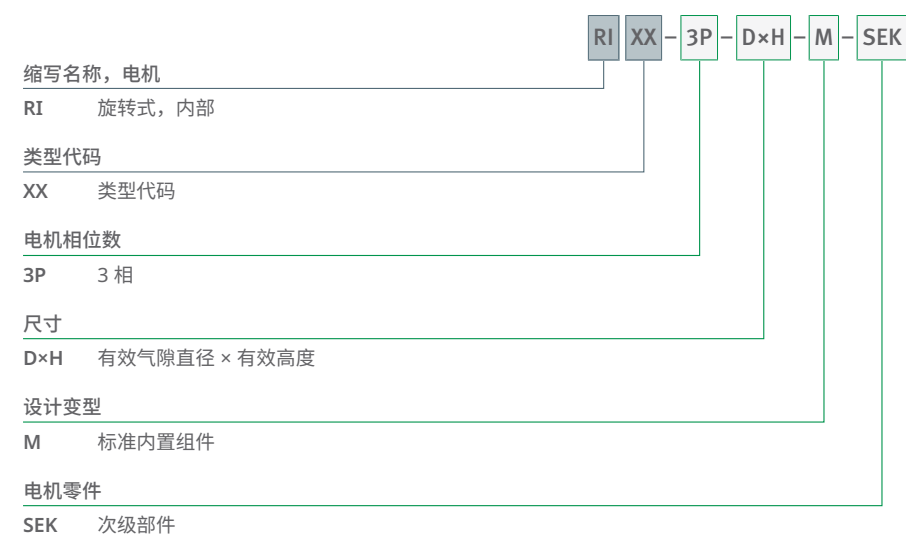 RI XX – 3P – D×H – M – SEK
缩写名称，电机
RI 旋转式，内部
类型代码
XX 类型代码
电机相位数
3P 3 相
尺寸
D×H 有效气隙直径 × 有效高度
设计变型
M 标准内置组件
电机零件
SEK 次级部件